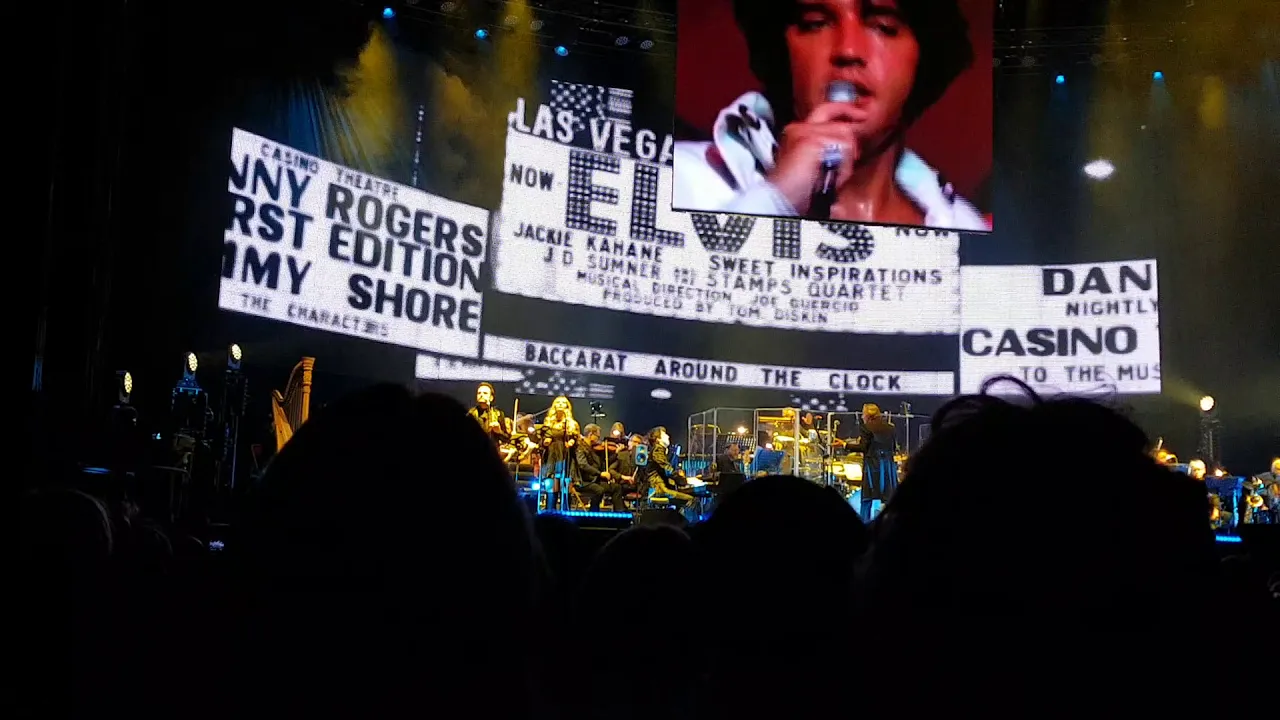 CASINO THEATRE
NNY ROGERS
RST EDITION
MMY SHORE
THE CHARACTERS
LAS VEGA
NOW ELVIS NOW
JACKIE KAHANE SWEET INSPIRATIONS
J D SUMNER AND STAMPS QUARTET
MUSICAL DIRECTION JOE GUERCIO
PRODUCED BY TOM DISKIN
BACCARAT AROUND THE CLOCK
DAN
NIGHTLY
CASINO
TO THE MUS